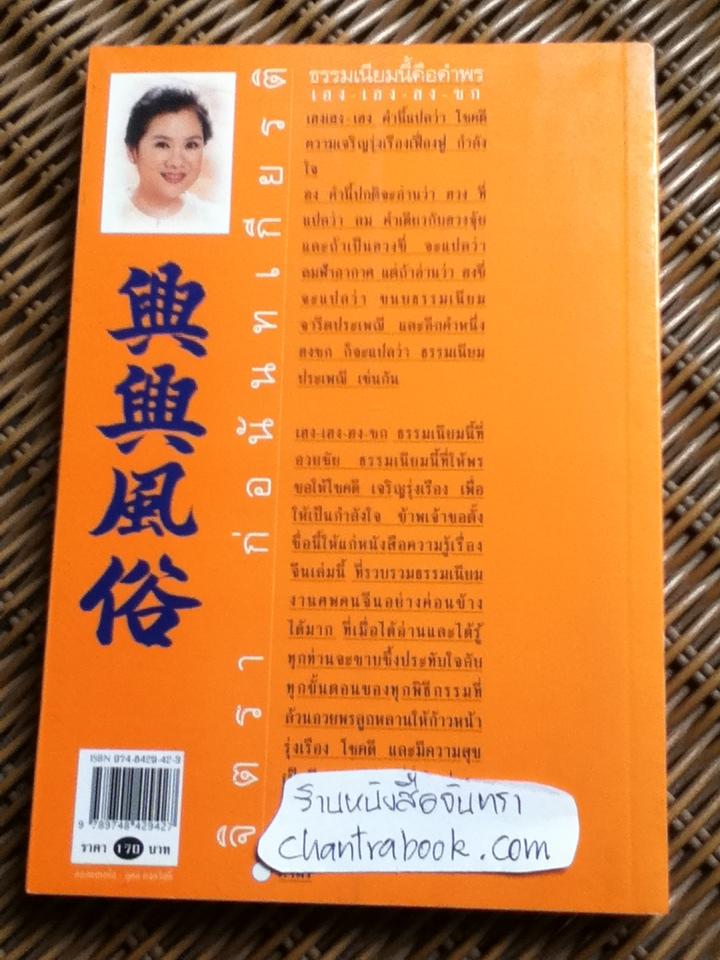 ธรรมเนียมนี้คือคำพร
เฮง-เฮง-ฮง-ขก
เฮงเฮง-เฮง คำนี้แปลว่า โชคดี
ความเจริญรุ่งเรืองเฟื่องฟู กำลัง
ใจ
ฮง คำนี้ปกติจะอ่านว่า ฮวง ที่
แปลว่า ลม คำเดียวกับฮวงจุ้ย
และถ้าเป็นฮวงขี่ จะแปลว่า
ลมฟ้าอากาศ แต่ถ้าอ่านว่า ฮงขี่
จะแปลว่า ขนบธรรมเนียม
จารีตประเพณี และอีกคำหนึ่ง
ฮงขก ก็จะแปลว่า ธรรมเนียม
ประเพณี เช่นกัน
เฮง-เฮง-ฮง-ขก ธรรมเนียมนี้ที่
อวยชัย ธรรมเนียมนี้ที่ให้พร
ขอให้โชคดี เจริญรุ่งเรือง เพื่อ
ให้เป็นกำลังใจ ข้าพเจ้าขอตั้ง
ชื่อนี้ให้แก่หนังสือความรู้เรื่อง
จีนเล่มนี้ ที่รวบรวมธรรมเนียม
งานศพคนจีนอย่างค่อนข้าง
ได้มาก ที่เมื่อได้อ่านและได้รู้
ทุกท่านจะซาบซึ้งประทับใจกับ
ทุกขั้นตอนของทุกพิธีกรรมที่
ล้วนอวยพรลูกหลานให้ก้าวหน้า
รุ่งเรือง โชคดี และมีความสุข
จิตรา ก่อนันทเกียรติ
興興風俗
ISBN 974-8429-42-3
9 789748 429427
ราคา 170 บาท
ร้านหนังสือจันทรา
chantrabook.com